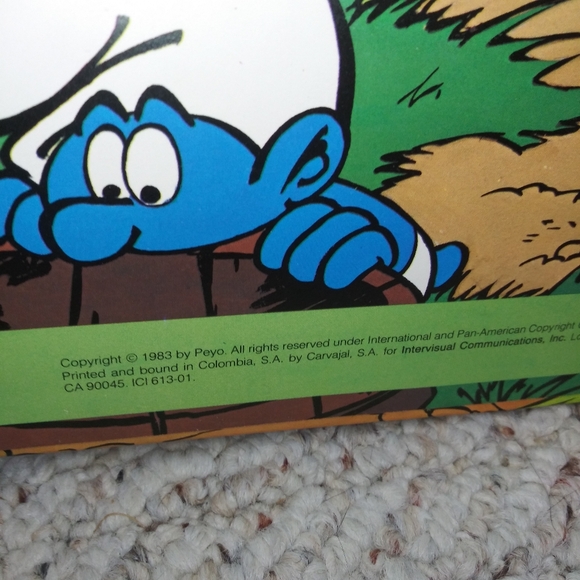 Copyright © 1983 by Peyo. All rights reserved under International and Pan-American Copyright
Printed and bound in Colombia, S.A. by Carvajal, S.A. for Intervisual Communications, Inc.
CA 90045. ICI 613-01.